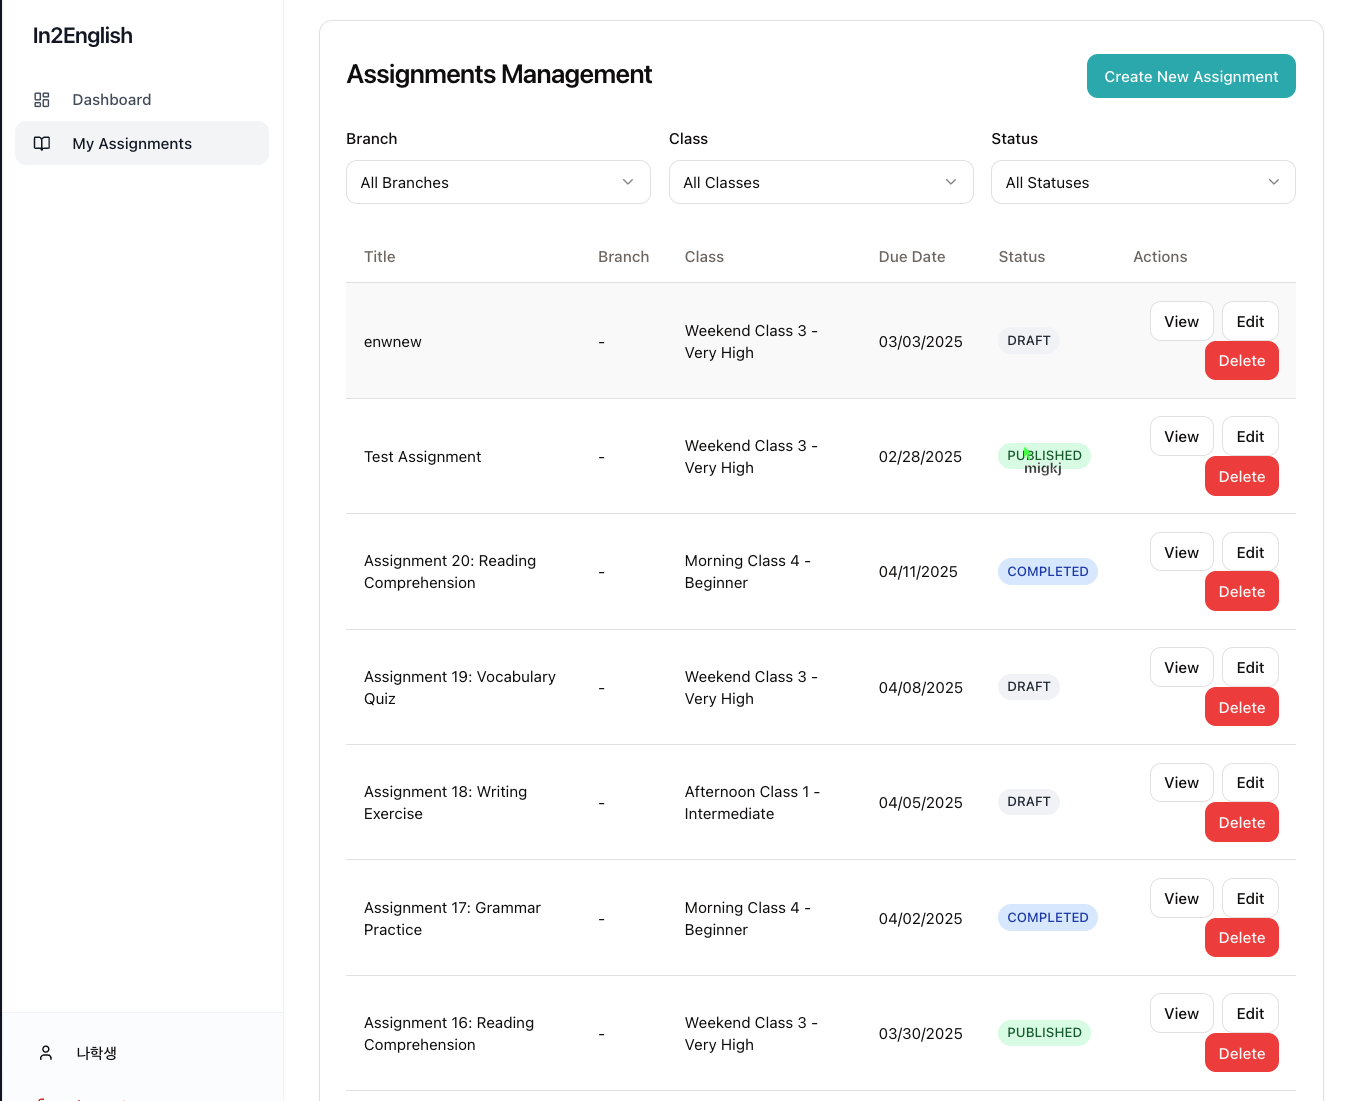 In2English
Dashboard
My Assignments
나학생
Assignments Management
Create New Assignment
Branch
Class
Status
All Branches
All Classes
All Statuses
Title
Branch
Class
Due Date
Status
Actions
enwnew
-
Weekend Class 3 -
Very High
03/03/2025
DRAFT
View
Edit
Delete
Test Assignment
-
Weekend Class 3 -
Very High
02/28/2025
PUBLISHED
migkj
View
Edit
Delete
Assignment 20: Reading
Comprehension
-
Morning Class 4 -
Beginner
04/11/2025
COMPLETED
View
Edit
Delete
Assignment 19: Vocabulary
Quiz
-
Weekend Class 3 -
Very High
04/08/2025
DRAFT
View
Edit
Delete
Assignment 18: Writing
Exercise
-
Afternoon Class 1 -
Intermediate
04/05/2025
DRAFT
View
Edit
Delete
Assignment 17: Grammar
Practice
-
Morning Class 4 -
Beginner
04/02/2025
COMPLETED
View
Edit
Delete
Assignment 16: Reading
Comprehension
-
Weekend Class 3 -
Very High
03/30/2025
PUBLISHED
View
Edit
Delete